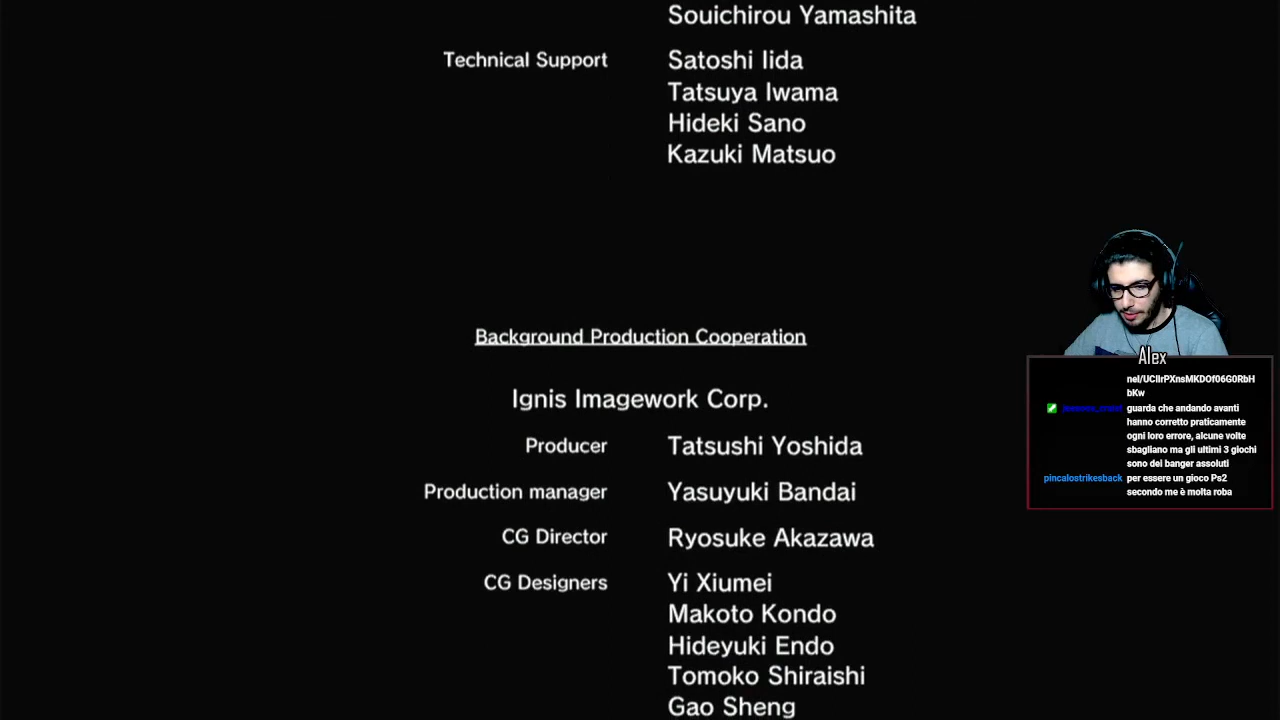 Souichirou Yamashita
Technical Support Satoshi Iida
Tatsuya Iwama
Hideki Sano
Kazuki Matsuo
Background Production Cooperation
Ignis Imagework Corp.
Producer Tatsushi Yoshida
Production manager Yasuyuki Bandai
CG Director Ryosuke Akazawa
CG Designers Yi Xiumei
Makoto Kondo
Hideyuki Endo
Tomoko Shiraishi
Gao Sheng
Alex
bKw
guarda che andando avanti
hanno corretto praticamente
ogni loro errore, alcune volte
sbagliano ma gli ultimi 3 giochi
sono dei banger assoluti
pincalostrikesback per essere un gioco Ps2
secondo me è molta roba